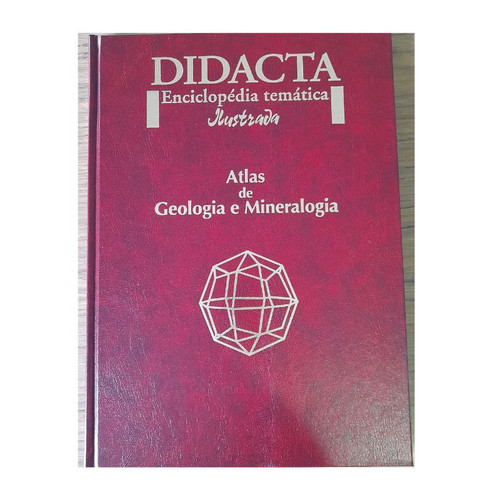 DIDACTA
Enciclopédia temática
Ilustrada
Atlas
de
Geologia e Mineralogia